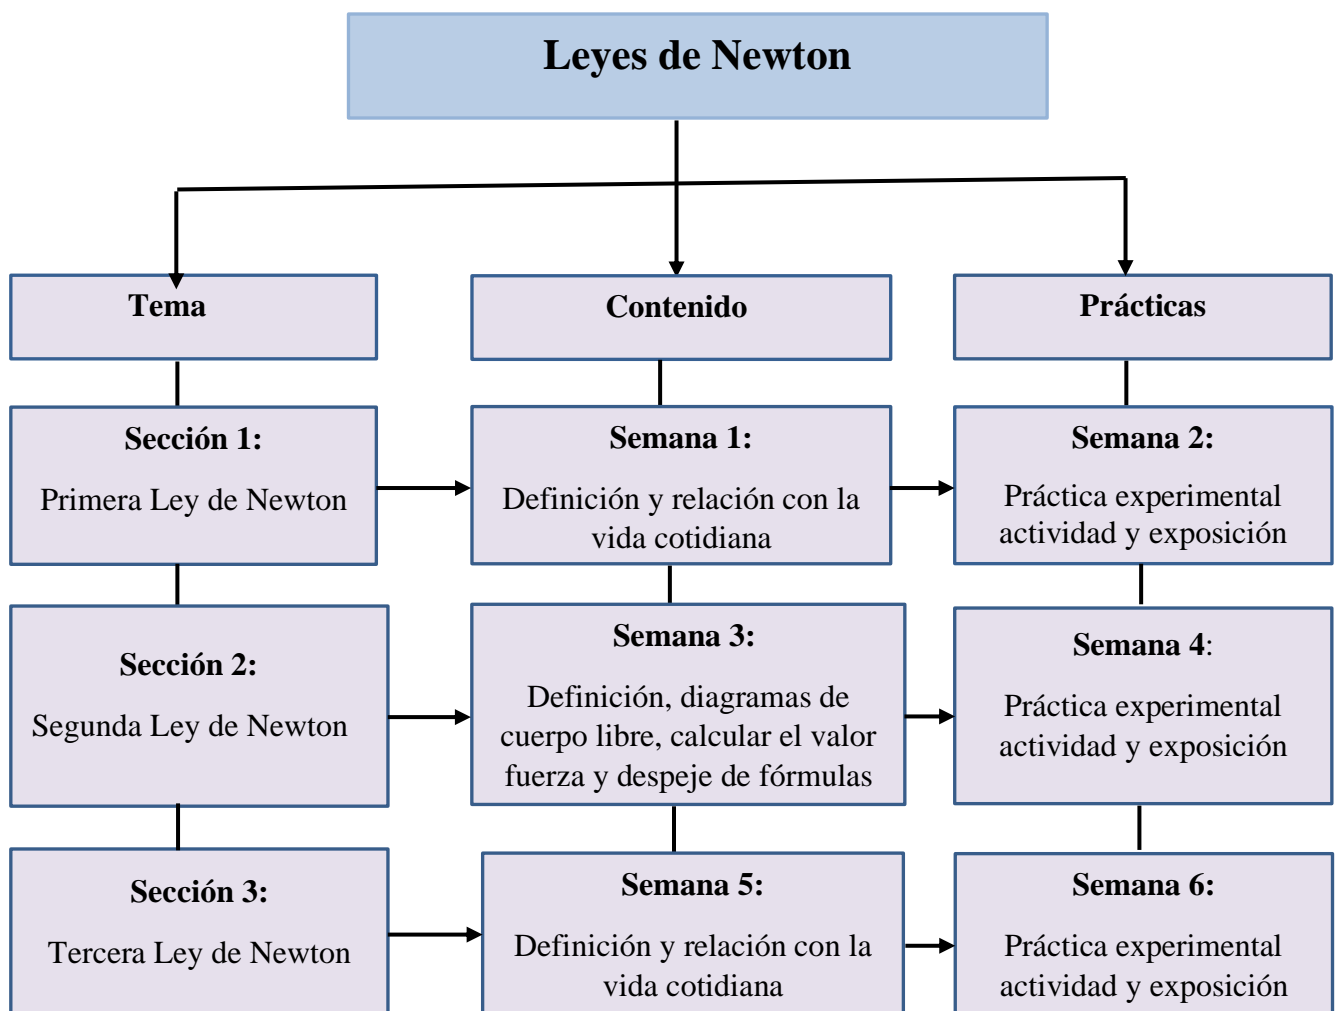 Leyes de Newton
Tema
Contenido
Prácticas
Sección 1:
Primera Ley de Newton
Semana 1:
Definición y relación con la
vida cotidiana
Semana 2:
Práctica experimental
actividad y exposición
Sección 2:
Segunda Ley de Newton
Semana 3:
Definición, diagramas de
cuerpo libre, calcular el valor
fuerza y despeje de fórmulas
Semana 4:
Práctica experimental
actividad y exposición
Sección 3:
Tercera Ley de Newton
Semana 5:
Definición y relación con la
vida cotidiana
Semana 6:
Práctica experimental
actividad y exposición